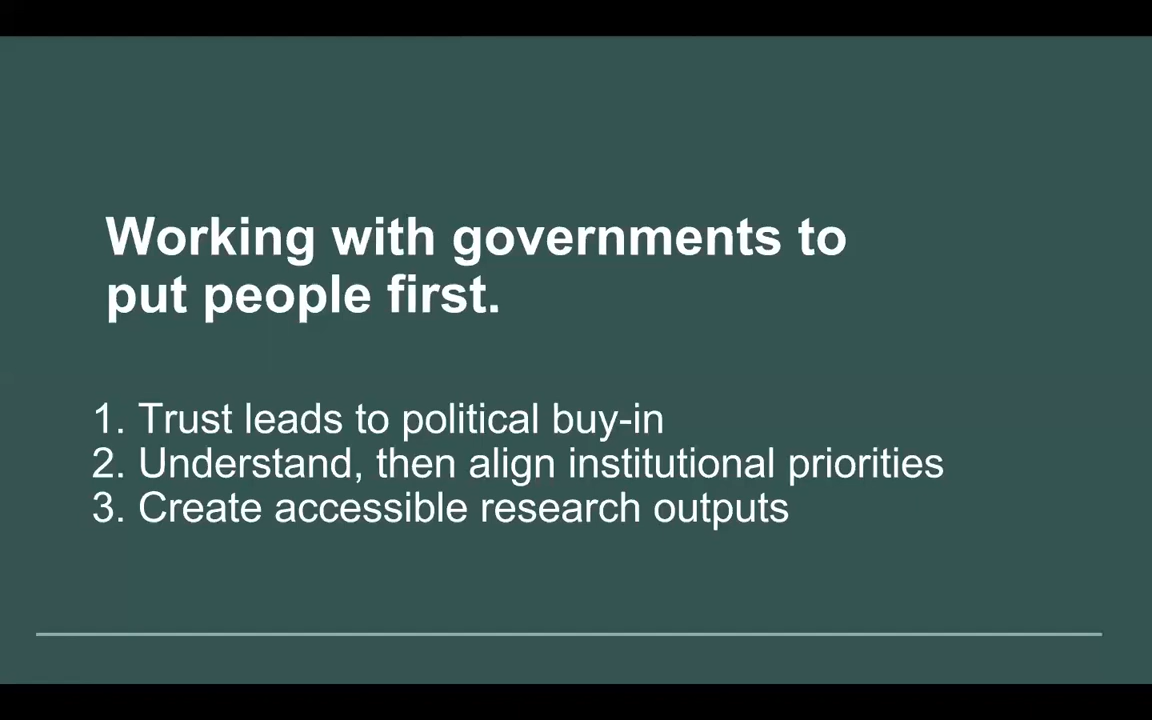 Working with governments to
put people first.
1. Trust leads to political buy-in
2. Understand, then align institutional priorities
3. Create accessible research outputs